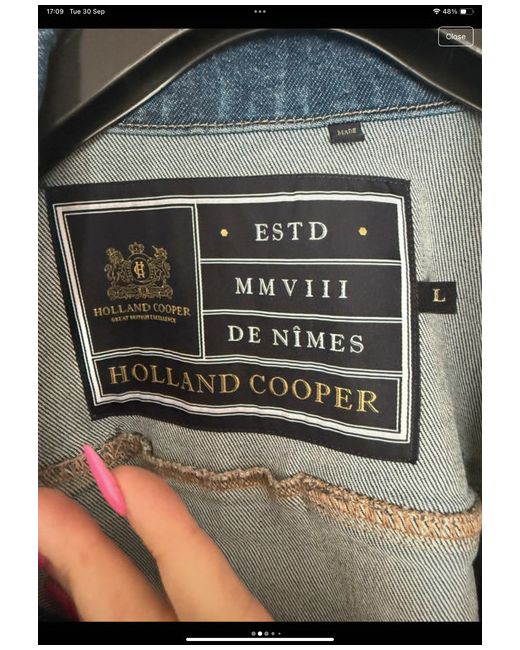 17:09 Tue 30 Sep
48%
Close
MADE
ESTD
MMVIII
DE NÎMES
HOLLAND COOPER
GREAT BRITISH EXCELLENCE
HOLLAND COOPER
L